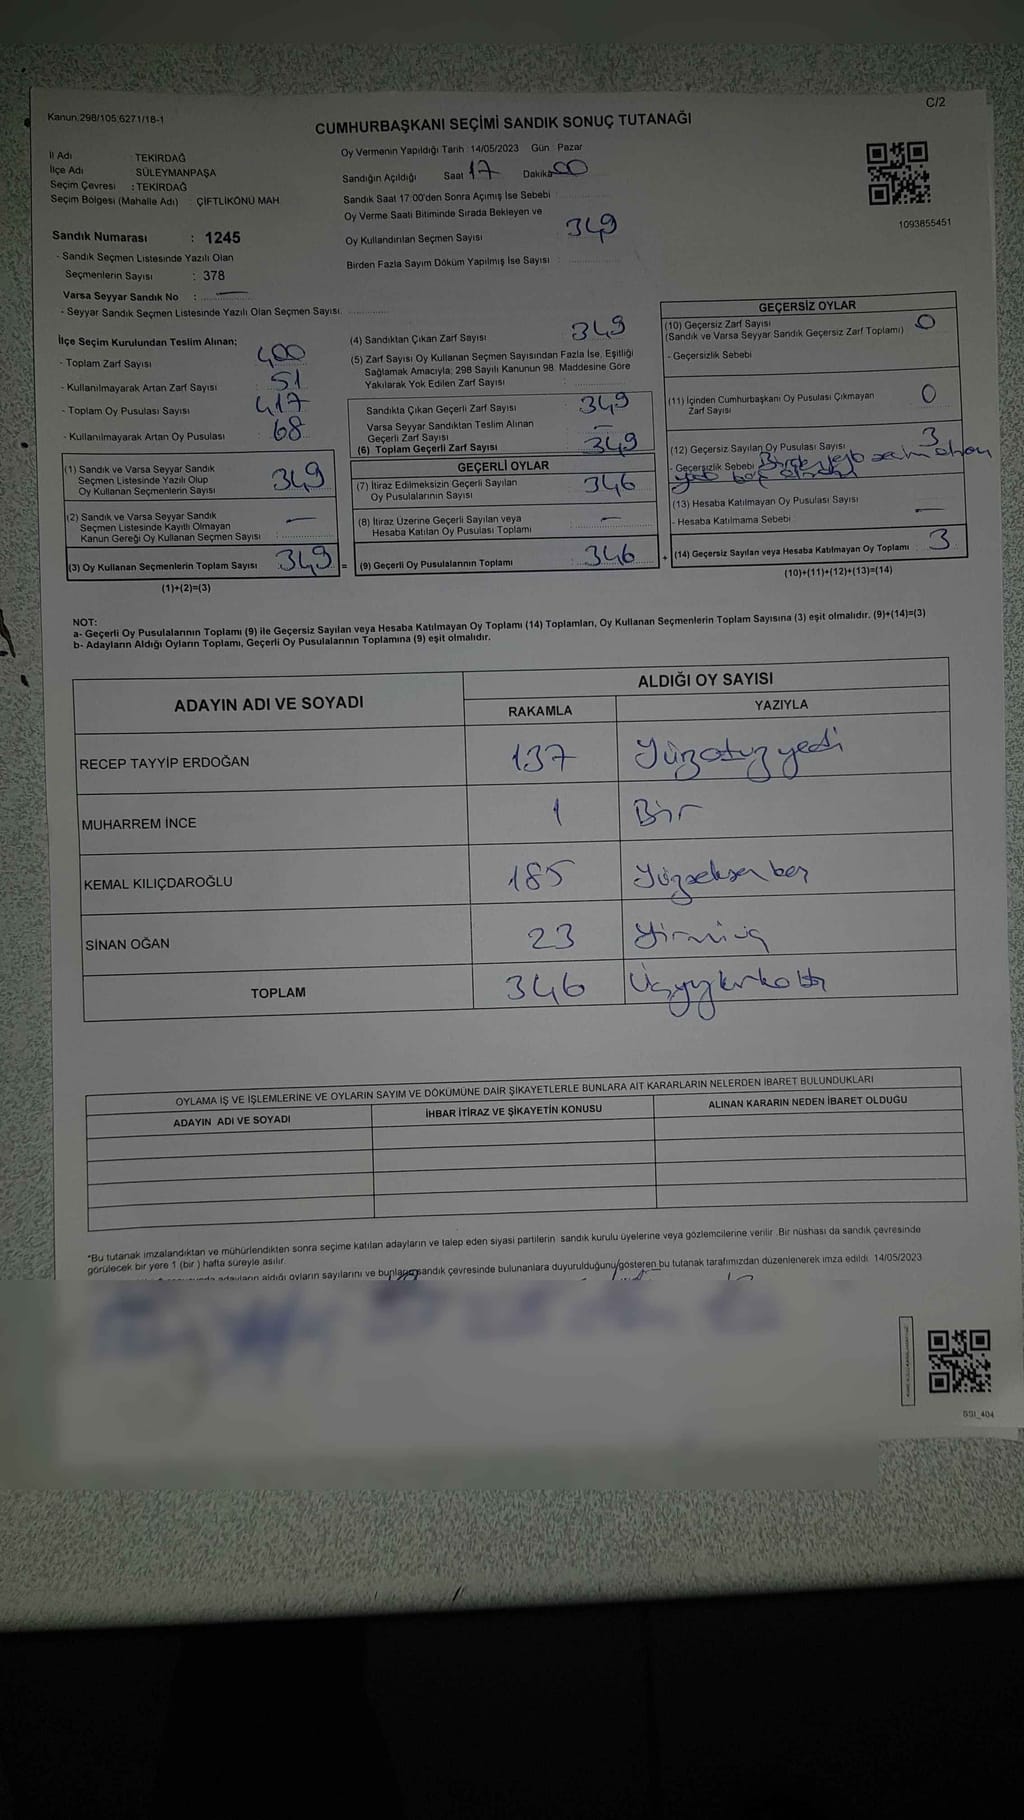 C/2
Kanun,298/105,6271/18-1
CUMHURBAŞKANI SEÇİMİ SANDIK SONUÇ TUTANAĞI
İl Adı : TEKİRDAĞ
İlçe Adı : SÜLEYMANPAŞA
Seçim Çevresi : TEKİRDAĞ
Seçim Bölgesi (Mahalle Adı) : ÇİFTLİKÖNÜ MAH.
Oy Vermenin Yapıldığı Tarih : 14/05/2023 Gün : Pazar
Sandığın Açıldığı Saat 17 Dakika 00
Sandık Saat 17:00'den Sonra Açımış İse Sebebi :
Oy Verme Saati Bitiminde Sırada Bekleyen ve
Oy Kullandırılan Seçmen Sayısı 349
Birden Fazla Sayım Döküm Yapılmış İse Sayısı :
1093855451
Sandık Numarası : 1245
- Sandık Seçmen Listesinde Yazılı Olan
Seçmenlerin Sayısı : 378
Varsa Seyyar Sandık No : —
- Seyyar Sandık Seçmen Listesinde Yazılı Olan Seçmen Sayısı:
İlçe Seçim Kurulundan Teslim Alınan;
- Toplam Zarf Sayısı 400
- Kullanılmayarak Artan Zarf Sayısı : 51
- Toplam Oy Pusulası Sayısı : 417
- Kullanılmayarak Artan Oy Pusulası : 68
(1) Sandık ve Varsa Seyyar Sandık
Seçmen Listesinde Yazılı Olup
Oy Kullanan Seçmenlerin Sayısı 349
(2) Sandık ve Varsa Seyyar Sandık
Seçmen Listesinde Kayıtlı Olmayan
Kanun Gereği Oy Kullanan Seçmen Sayısı : —
(3) Oy Kullanan Seçmenlerin Toplam Sayısı 349 =
(1)+(2)=(3)
(4) Sandıktan Çıkan Zarf Sayısı 349
(5) Zarf Sayısı Oy Kullanan Seçmen Sayısından Fazla İse, Eşitliği
Sağlamak Amacıyla; 298 Sayılı Kanunun 98. Maddesine Göre
Yakılarak Yok Edilen Zarf Sayısı :
Sandıkta Çıkan Geçerli Zarf Sayısı : 349
Varsa Seyyar Sandıktan Teslim Alınan
Geçerli Zarf Sayısı : —
(6) Toplam Geçerli Zarf Sayısı 349
GEÇERLİ OYLAR
(7) İtiraz Edilmeksizin Geçerli Sayılan
Oy Pusulalarının Sayısı 346
(8) İtiraz Üzerine Geçerli Sayılan veya
Hesaba Katılan Oy Pusulası Toplamı : —
(9) Geçerli Oy Pusulalarının Toplamı 346 +
GEÇERSİZ OYLAR
(10) Geçersiz Zarf Sayısı
(Sandık ve Varsa Seyyar Sandık Geçersiz Zarf Toplamı) : 0
- Geçersizlik Sebebi
(11) İçinden Cumhurbaşkanı Oy Pusulası Çıkmayan
Zarf Sayısı 0
(12) Geçersiz Sayılan Oy Pusulası Sayısı 3
- Geçersizlik Sebebi
(13) Hesaba Katılmayan Oy Pusulası Sayısı —
- Hesaba Katılmama Sebebi :
(14) Geçersiz Sayılan veya Hesaba Katılmayan Oy Toplamı : 3
(10)+(11)+(12)+(13)=(14)
NOT:
a- Geçerli Oy Pusulalarının Toplamı (9) ile Geçersiz Sayılan veya Hesaba Katılmayan Oy Toplamı (14) Toplamları, Oy Kullanan Seçmenlerin Toplam Sayısına (3) eşit olmalıdır. (9)+(14)=(3)
b- Adayların Aldığı Oyların Toplamı, Geçerli Oy Pusulalarının Toplamına (9) eşit olmalıdır.
ADAYIN ADI VE SOYADI
ALDIĞI OY SAYISI
RAKAMLA YAZIYLA
RECEP TAYYİP ERDOĞAN 137 Yüzotuzyedi
MUHARREM İNCE 1 Bir
KEMAL KILIÇDAROĞLU 185 Yüzseksen beş
SİNAN OĞAN 23 Yirmiüç
TOPLAM 346 Üçyüzkırkaltı
OYLAMA İŞ VE İŞLEMLERİNE VE OYLARIN SAYIM VE DÖKÜMÜNE DAİR ŞİKAYETLERLE BUNLARA AİT KARARLARIN NELERDEN İBARET BULUNDUKLARI
ADAYIN ADI VE SOYADI İHBAR İTİRAZ VE ŞİKAYETİN KONUSU ALINAN KARARIN NEDEN İBARET OLDUĞU
*Bu tutanak imzalandıktan ve mühürlendikten sonra seçime katılan adayların ve talep eden siyasi partilerin sandık kurulu üyelerine veya gözlemcilerine verilir. Bir nüshası da sandık çevresinde
görülecek bir yere 1 (bir ) hafta süreyle asılır.
adayların aldığı oyların sayılarını ve bunların sandık çevresinde bulunanlara duyurulduğunu gösteren bu tutanak tarafımızdan düzenlenerek imza edildi. 14/05/2023
SSİ_404